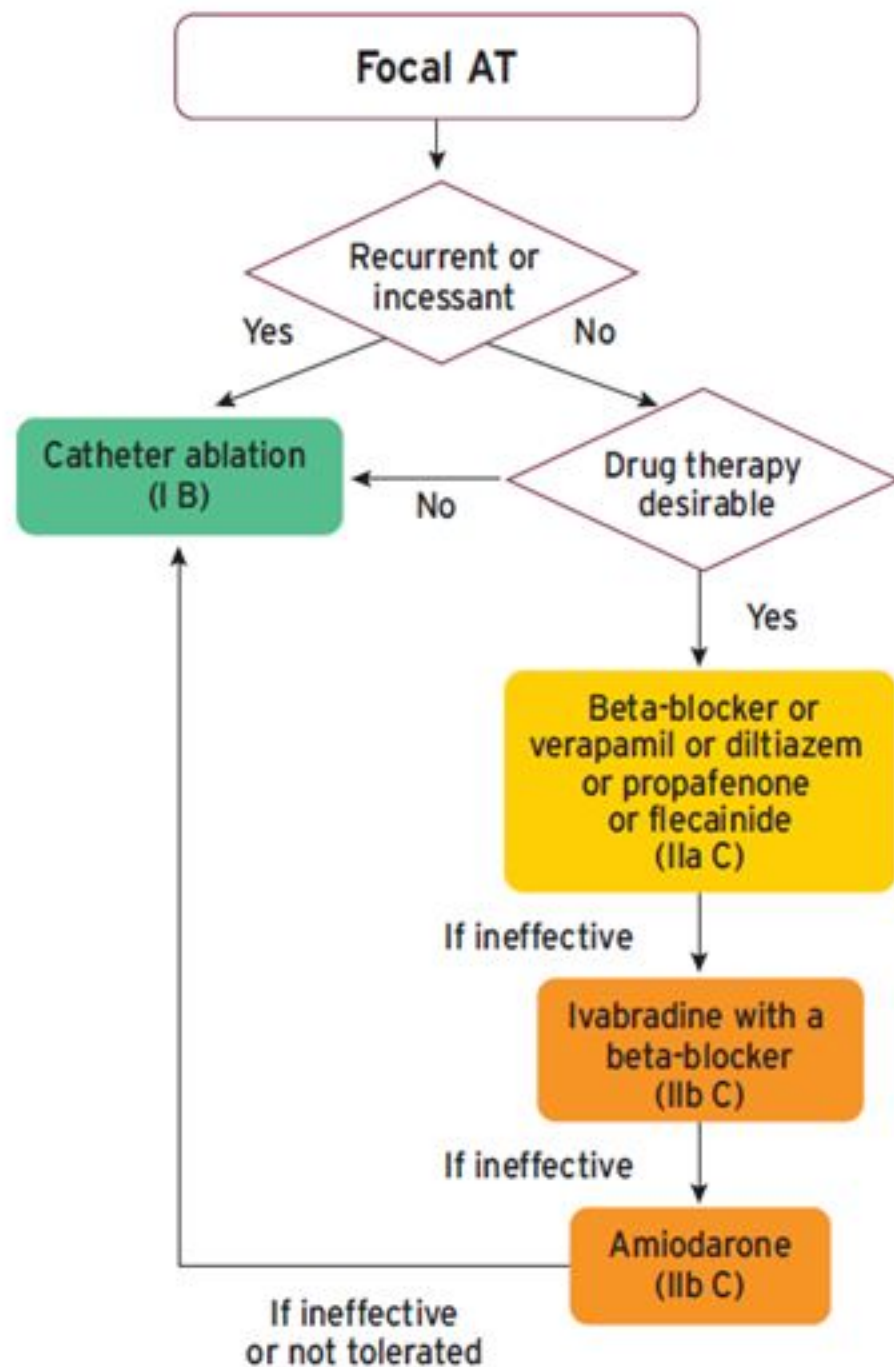 Focal AT
Recurrent or
incessant
Yes
No
Catheter ablation
(I B)
No
Drug therapy
desirable
Yes
Beta-blocker or
verapamil or diltiazem
or propafenone
or flecainide
(IIa C)
If ineffective
Ivabradine with a
beta-blocker
(IIb C)
If ineffective
Amiodarone
(IIb C)
If ineffective
or not tolerated